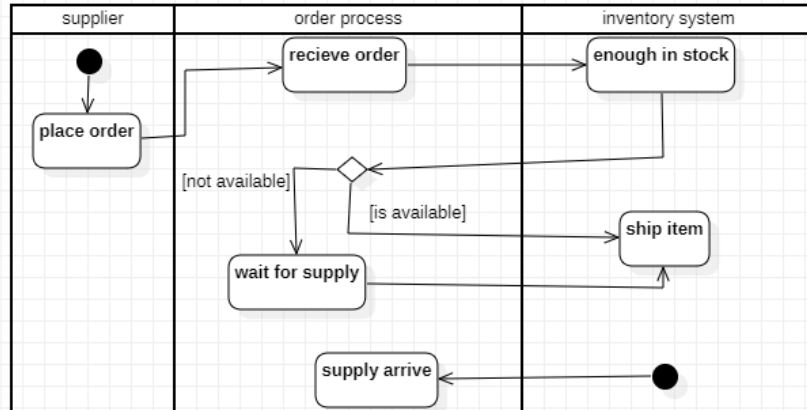 supplier
order process
inventory system
recieve order
enough in stock
place order
[not available]
[is available]
ship item
wait for supply
supply arrive